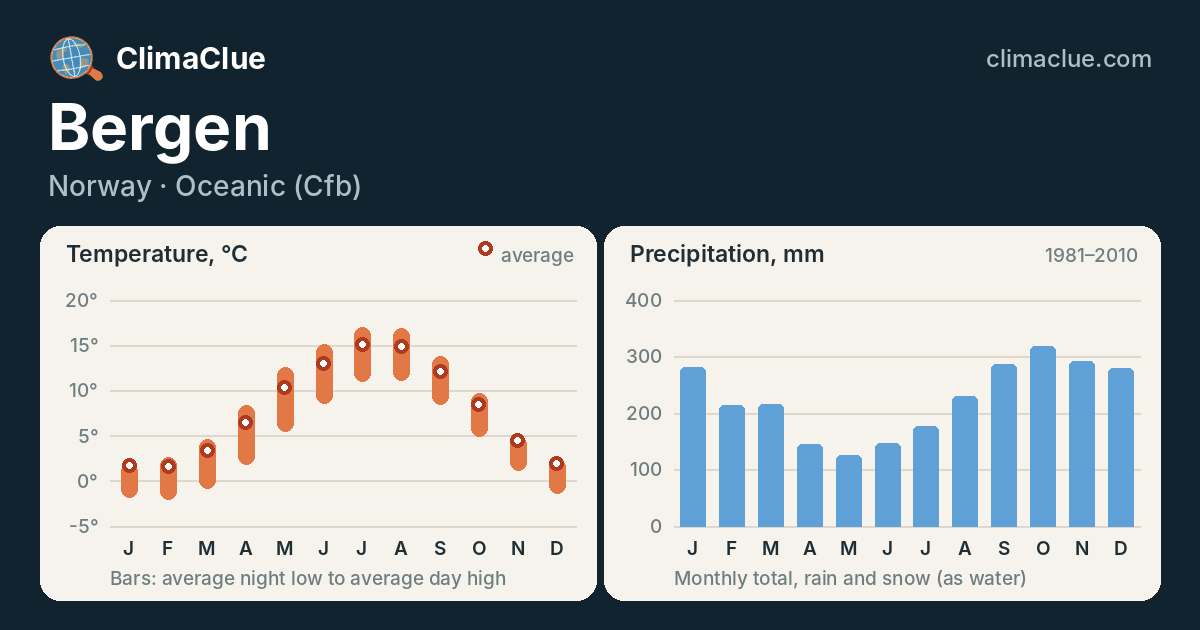 ClimaClue
climaclue.com
Bergen
Norway · Oceanic (Cfb)
Temperature, °C
average
20°
15°
10°
5°
0°
-5°
J F M A M J J A S O N D
Bars: average night low to average day high
Precipitation, mm
1981–2010
400
300
200
100
0
J F M A M J J A S O N D
Monthly total, rain and snow (as water)